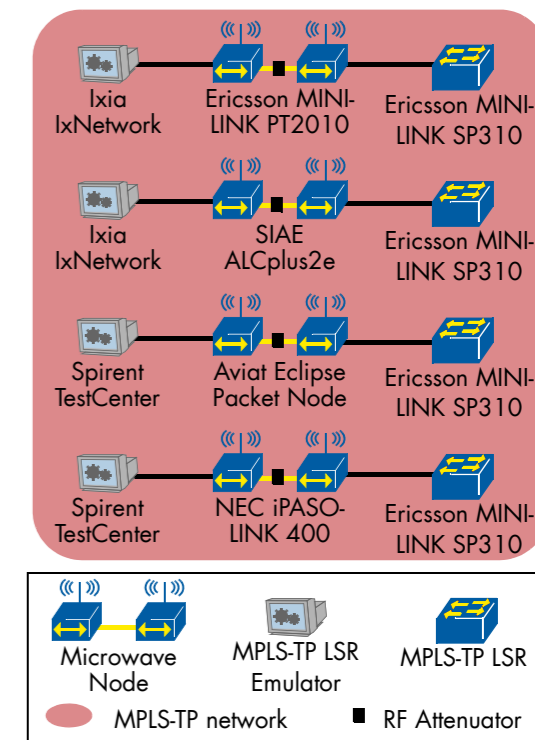 Ixia
IxNetwork
Ericsson MINI-
LINK PT2010
Ericsson MINI-
LINK SP310
Ixia
IxNetwork
SIAE
ALCplus2e
Ericsson MINI-
LINK SP310
Spirent
TestCenter
Aviat Eclipse
Packet Node
Ericsson MINI-
LINK SP310
Spirent
TestCenter
NEC iPASO-
LINK 400
Ericsson MINI-
LINK SP310
Microwave
Node
MPLS-TP LSR
Emulator
MPLS-TP LSR
MPLS-TP network
RF Attenuator